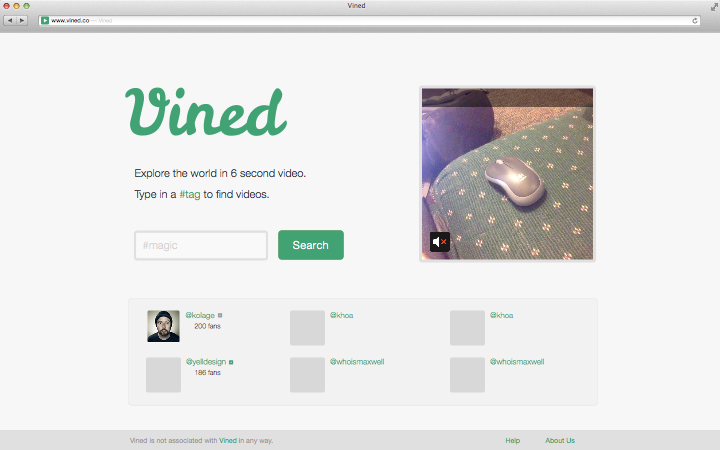 Vined
www.vined.co — Vined
Vined
Explore the world in 6 second video.
Type in a #tag to find videos.
#magic
Search
@kolage
200 fans
@khoa
@khoa
@yelldesign
186 fans
@whoismaxwell
@whoismaxwell
Vined is not associated with Vined in any way.
Help
About Us